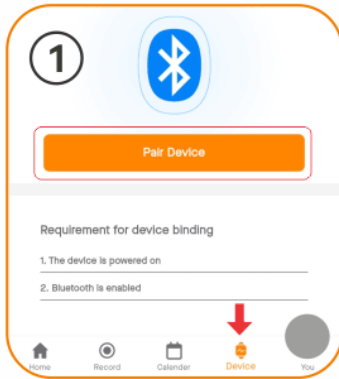 1
Pair Device
Requirement for device binding
1. The device is powered on
2. Bluetooth is enabled
Home Record Calender Device You